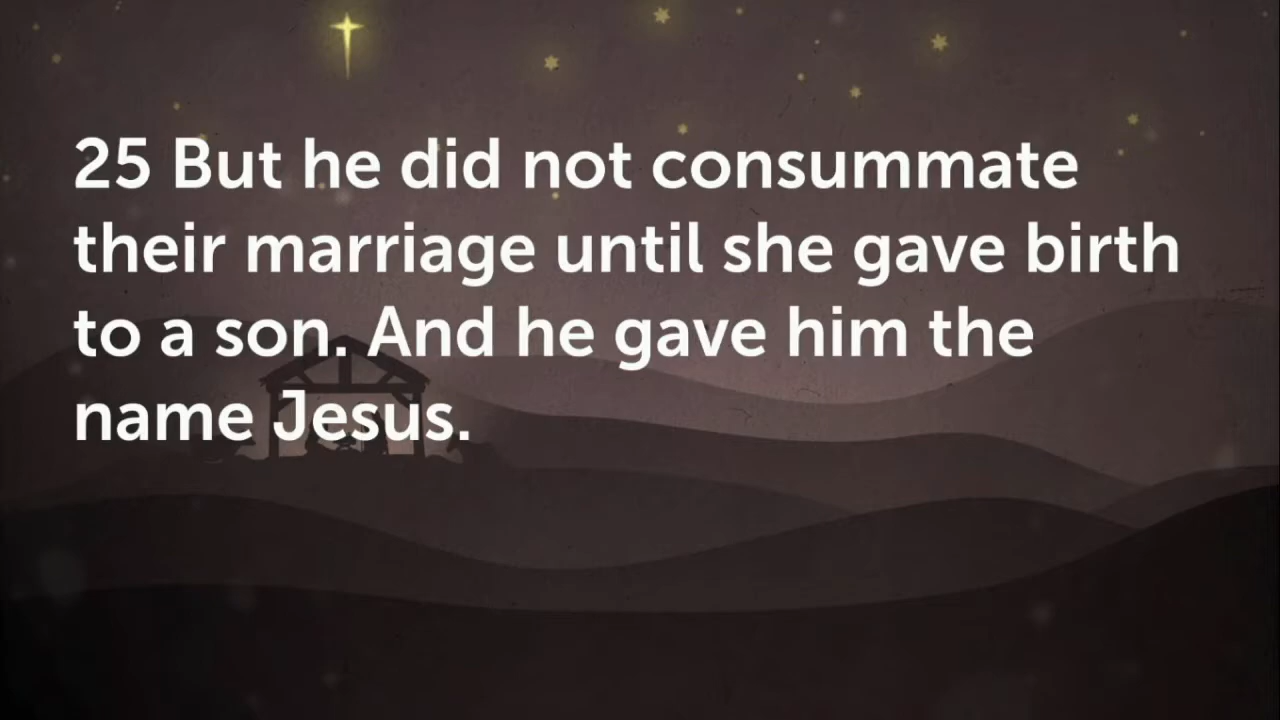 25 But he did not consummate
their marriage until she gave birth
to a son. And he gave him the
name Jesus.